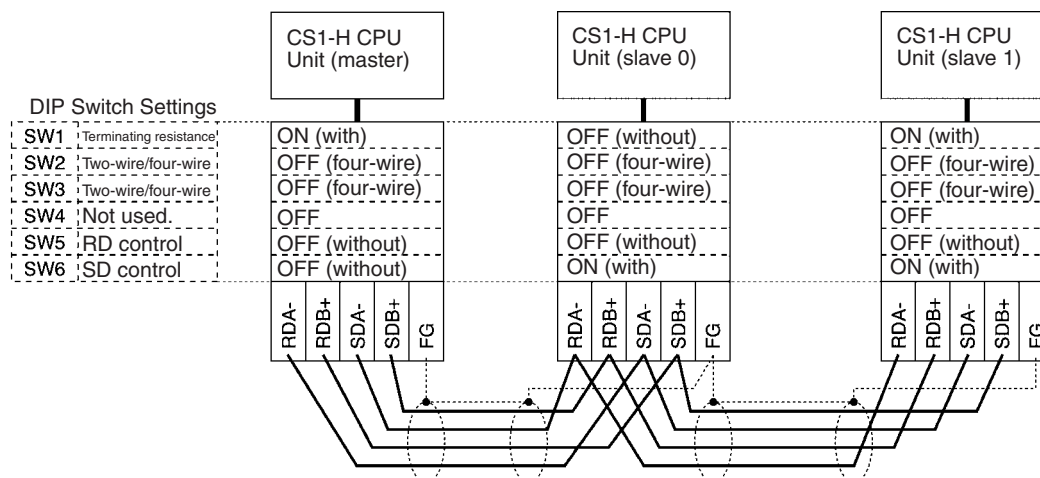 CS1-H CPU
Unit (master)
CS1-H CPU
Unit (slave 0)
CS1-H CPU
Unit (slave 1)
DIP Switch Settings
SW1 Terminating resistance ON (with) OFF (without) ON (with)
SW2 Two-wire/four-wire OFF (four-wire) OFF (four-wire) OFF (four-wire)
SW3 Two-wire/four-wire OFF (four-wire) OFF (four-wire) OFF (four-wire)
SW4 Not used. OFF OFF OFF
SW5 RD control OFF (without) OFF (without) OFF (without)
SW6 SD control OFF (without) ON (with) ON (with)
RDA- RDB+ SDA- SDB+ FG RDA- RDB+ SDA- SDB+ FG RDA- RDB+ SDA- SDB+ FG